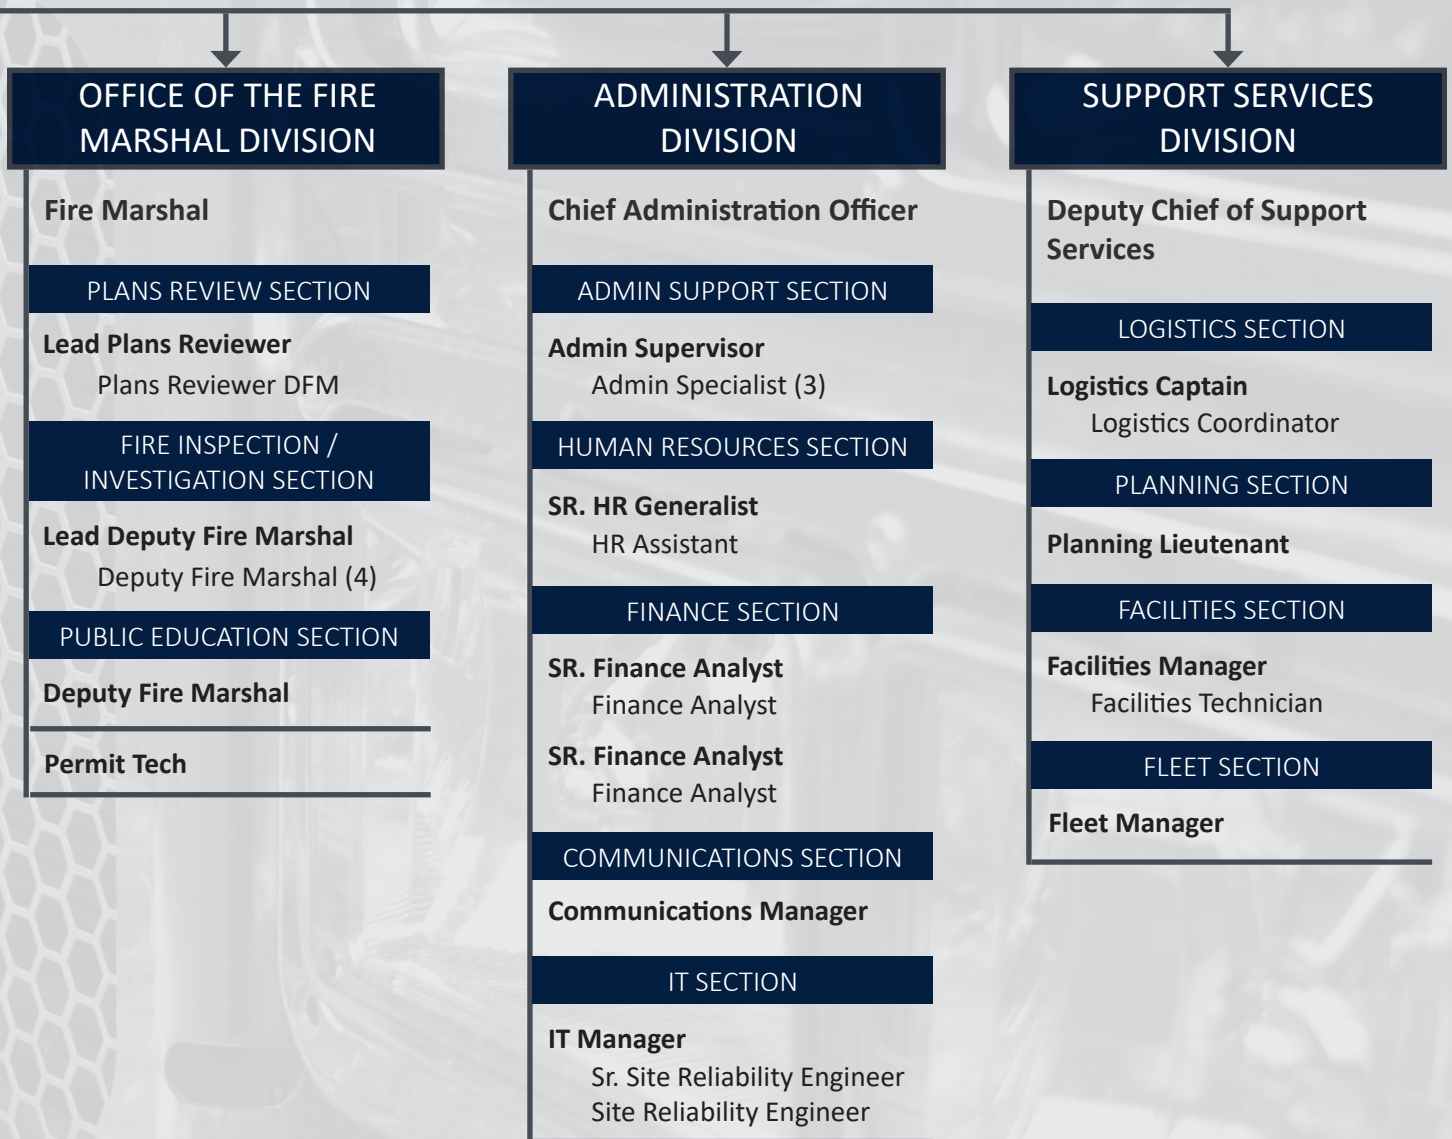 OFFICE OF THE FIRE
MARSHAL DIVISION
Fire Marshal
PLANS REVIEW SECTION
Lead Plans Reviewer
Plans Reviewer DFM
FIRE INSPECTION /
INVESTIGATION SECTION
Lead Deputy Fire Marshal
Deputy Fire Marshal (4)
PUBLIC EDUCATION SECTION
Deputy Fire Marshal
Permit Tech
ADMINISTRATION
DIVISION
Chief Administration Officer
ADMIN SUPPORT SECTION
Admin Supervisor
Admin Specialist (3)
HUMAN RESOURCES SECTION
SR. HR Generalist
HR Assistant
FINANCE SECTION
SR. Finance Analyst
Finance Analyst
SR. Finance Analyst
Finance Analyst
COMMUNICATIONS SECTION
Communications Manager
IT SECTION
IT Manager
Sr. Site Reliability Engineer
Site Reliability Engineer
SUPPORT SERVICES
DIVISION
Deputy Chief of Support
Services
LOGISTICS SECTION
Logistics Captain
Logistics Coordinator
PLANNING SECTION
Planning Lieutenant
FACILITIES SECTION
Facilities Manager
Facilities Technician
FLEET SECTION
Fleet Manager